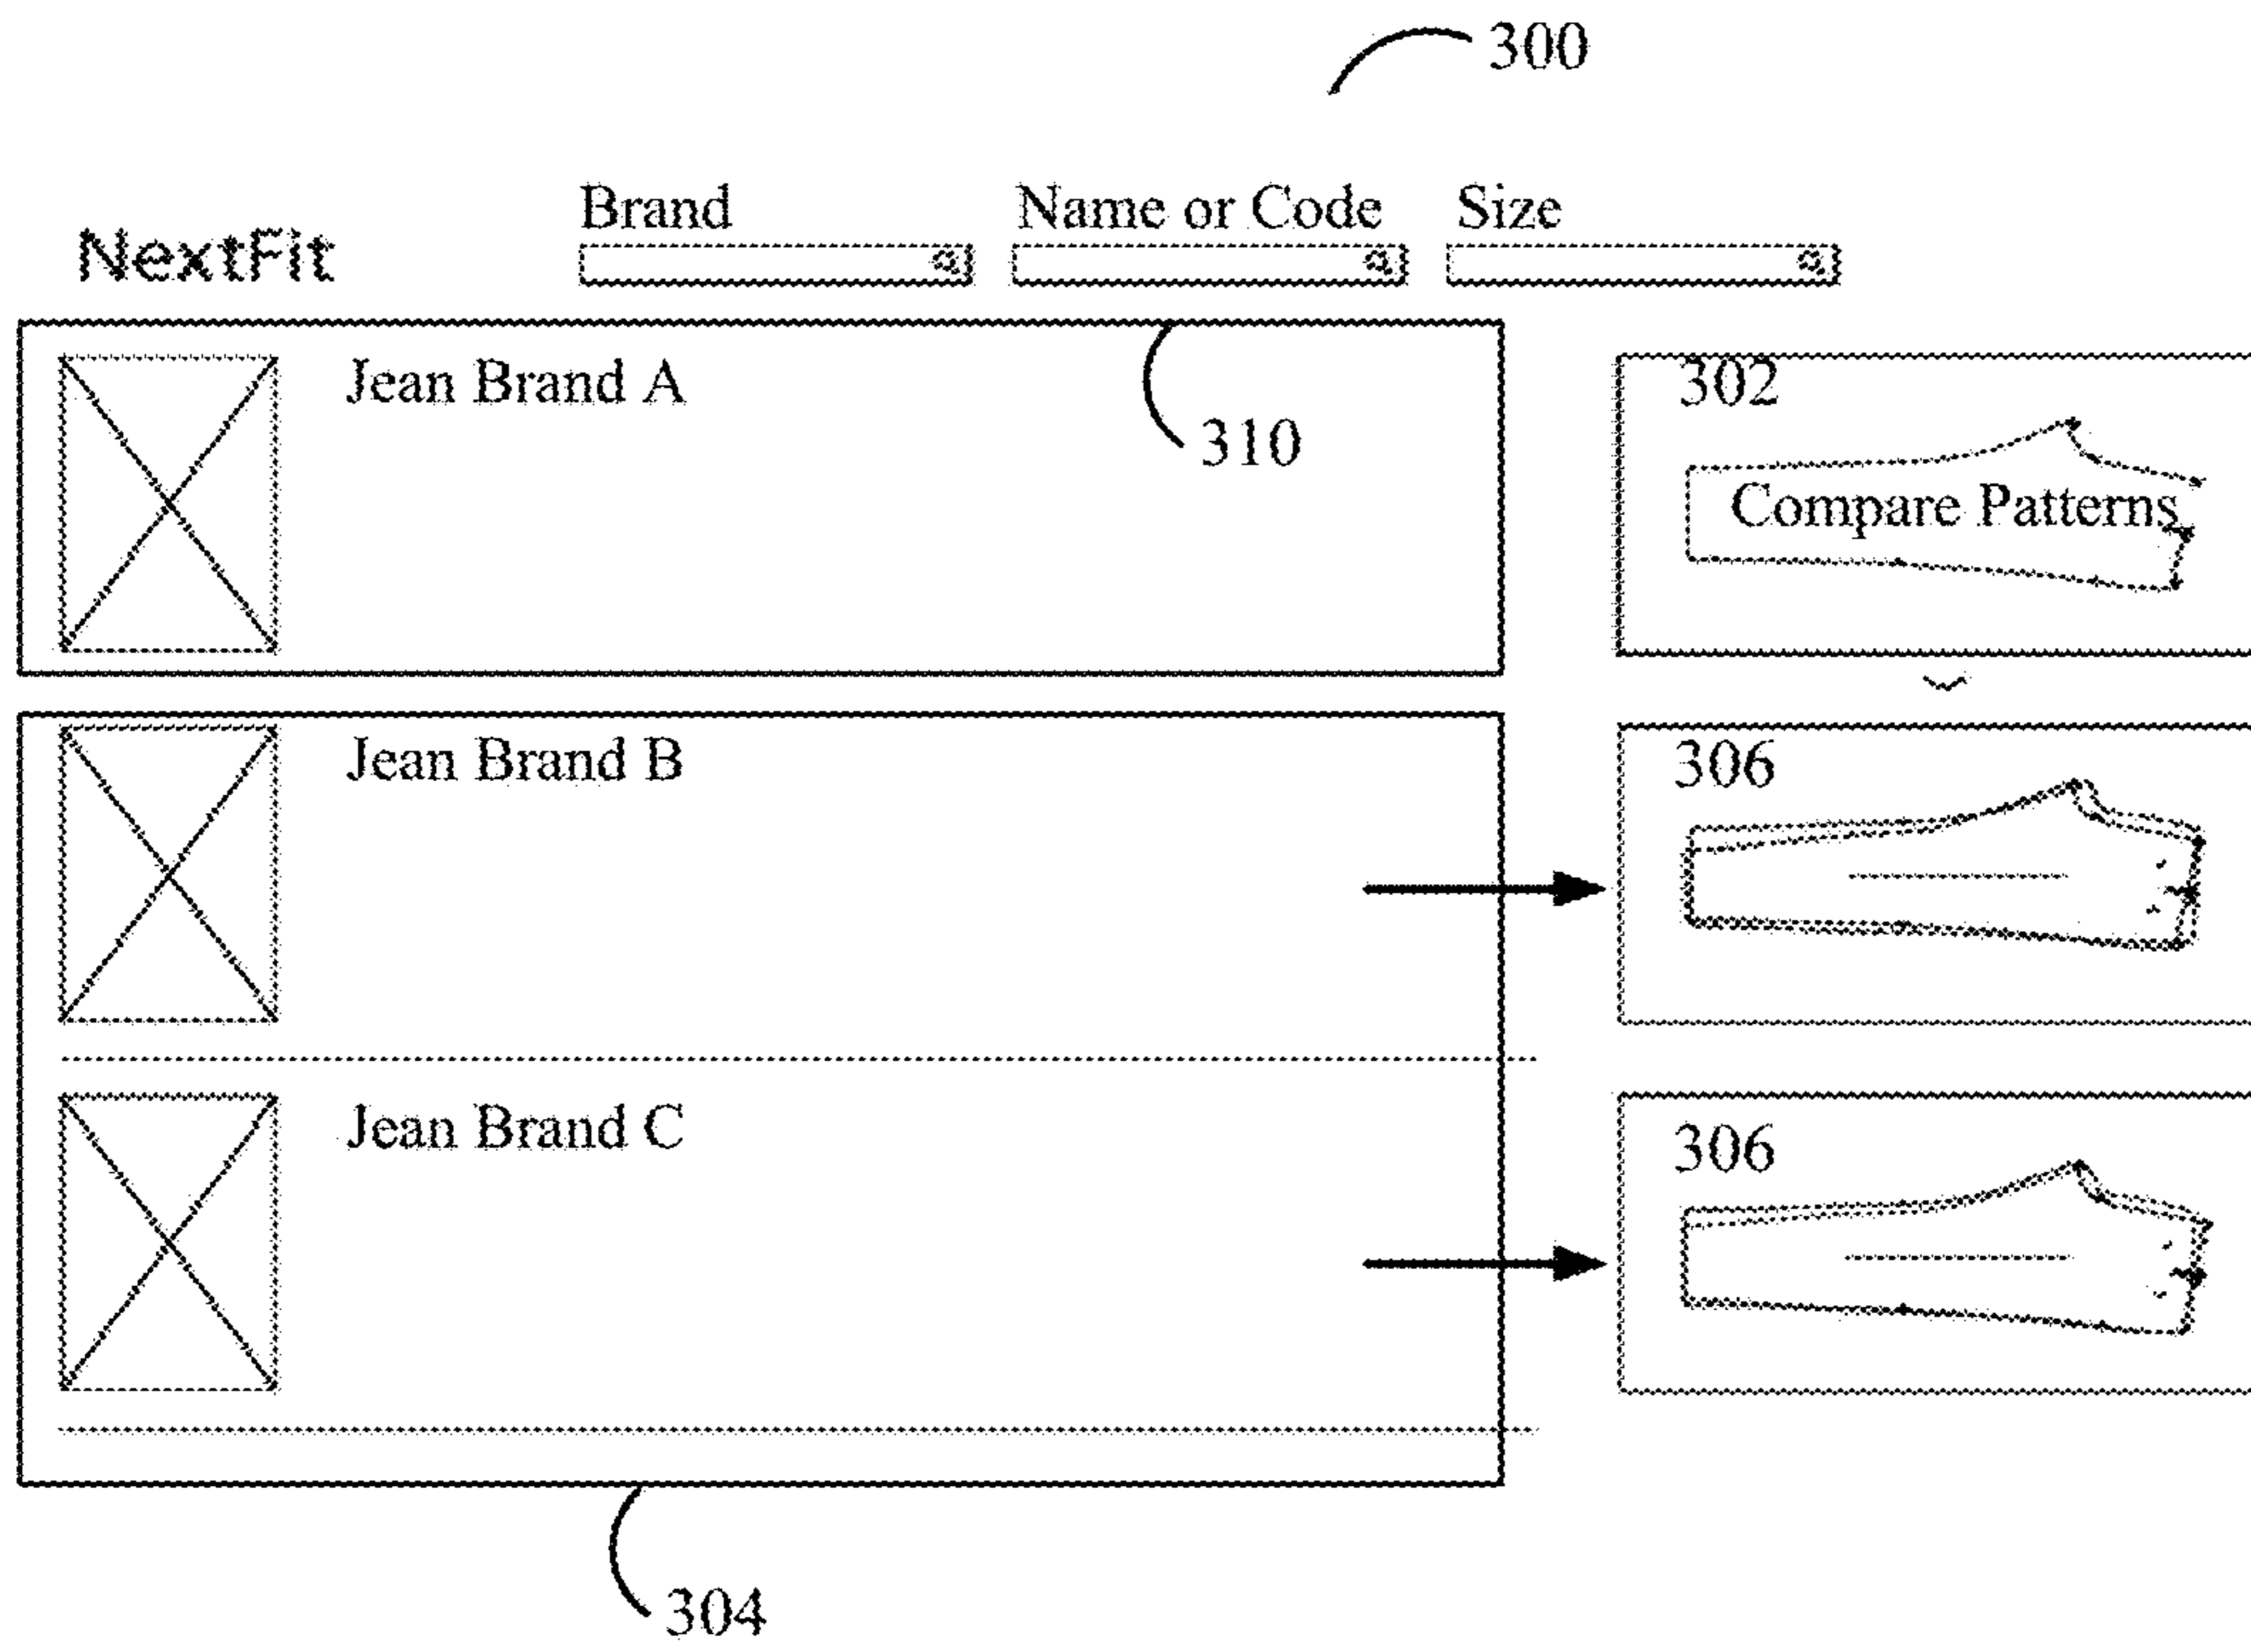 300
Brand Name or Code Size
NextFit
Jean Brand A
310
302
Compare Patterns
Jean Brand B
306
Jean Brand C
306
304